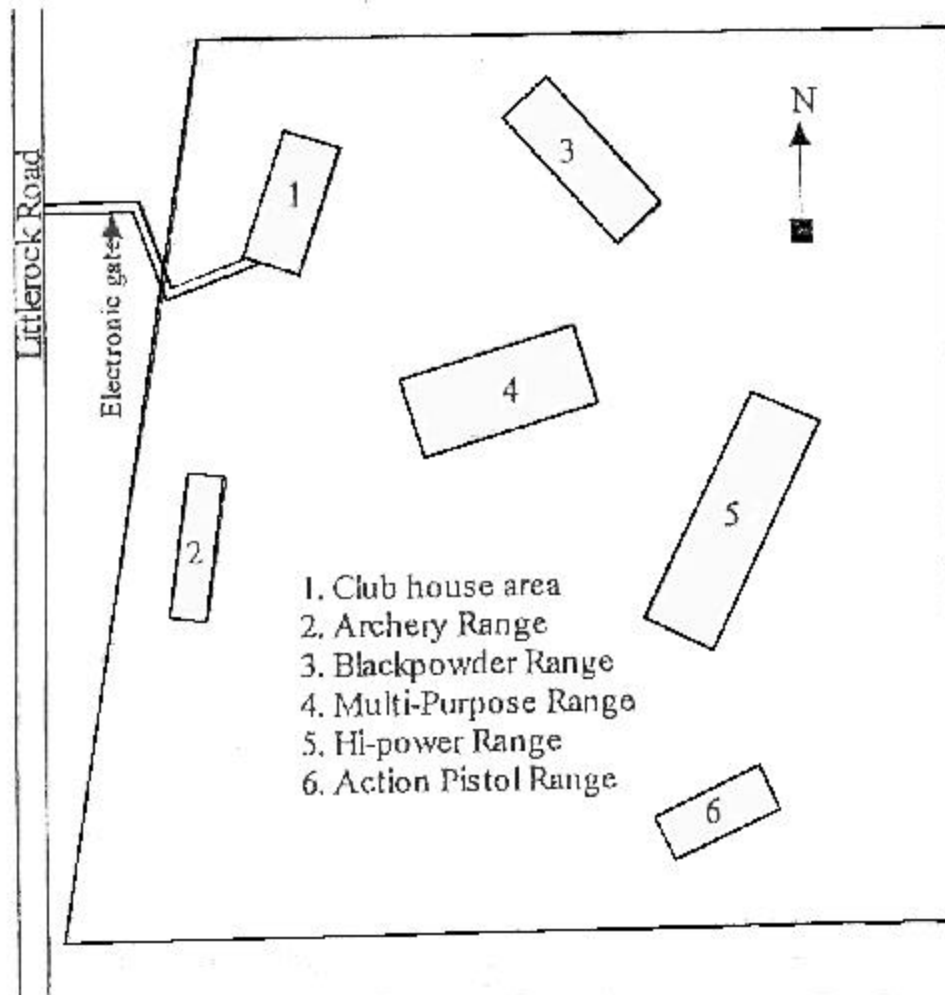 N
3
1
Littlerock Road
Electronic gate
4
5
2
1. Club house area
2. Archery Range
3. Blackpowder Range
4. Multi-Purpose Range
5. Hi-power Range
6. Action Pistol Range
6